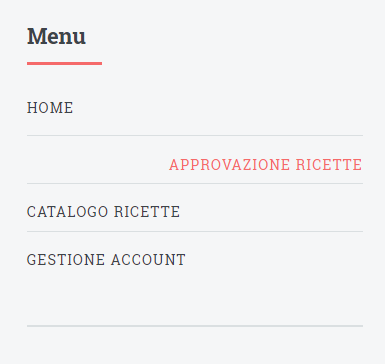 Menu
HOME
APPROVAZIONE RICETTE
CATALOGO RICETTE
GESTIONE ACCOUNT